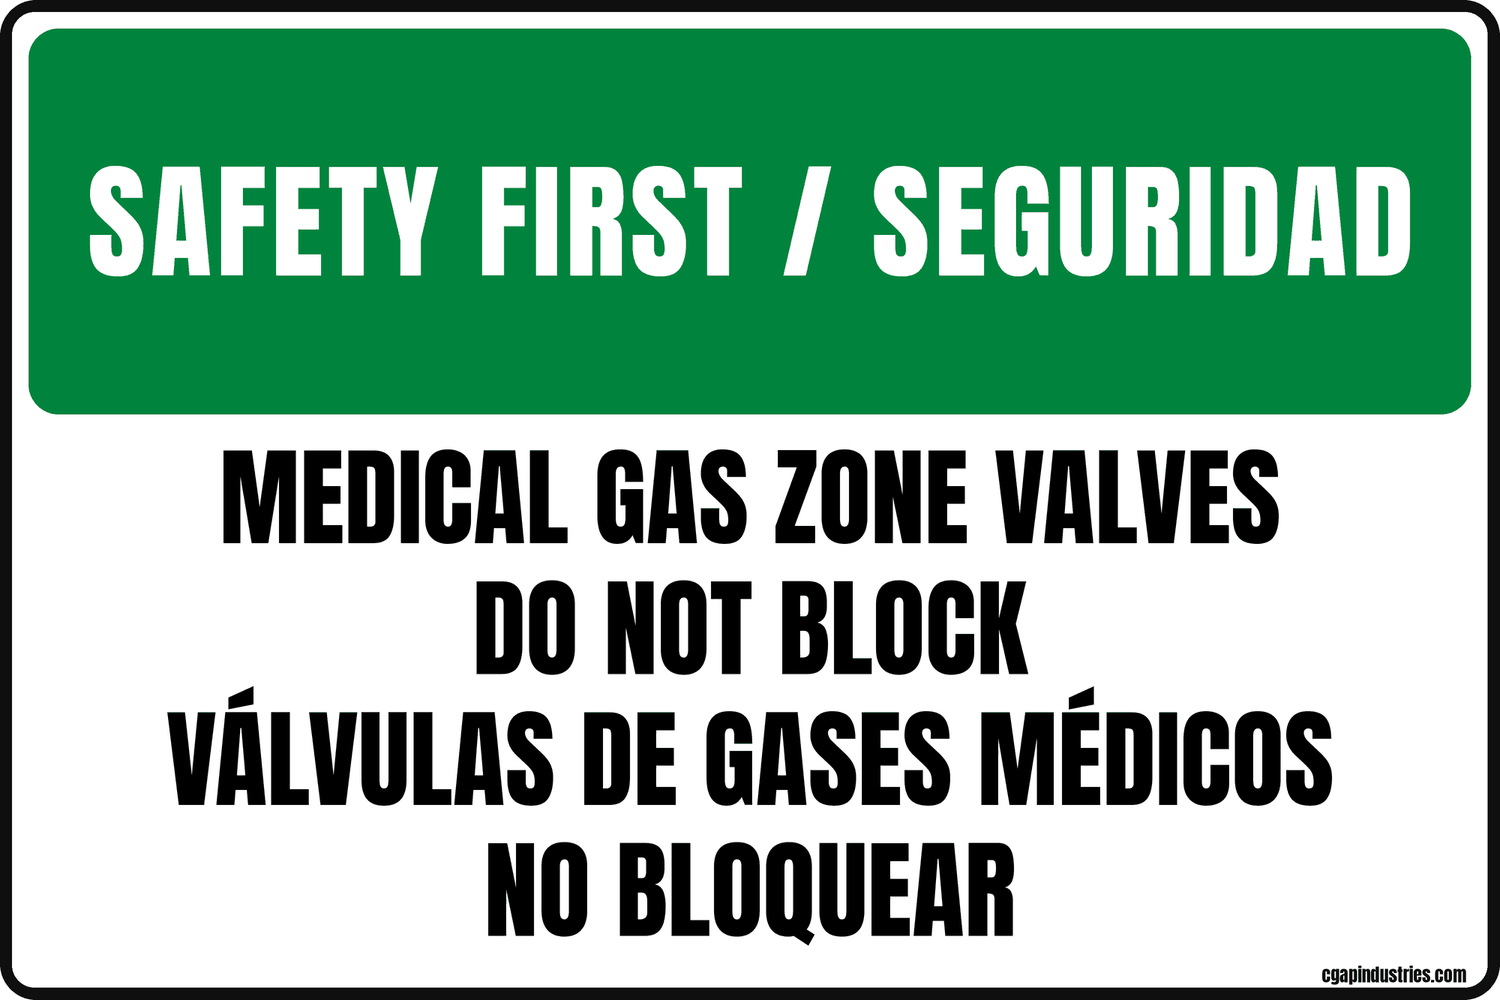 SAFETY FIRST / SEGURIDAD
MEDICAL GAS ZONE VALVES
DO NOT BLOCK
VÁLVULAS DE GASES MÉDICOS
NO BLOQUEAR
cgapindustries.com